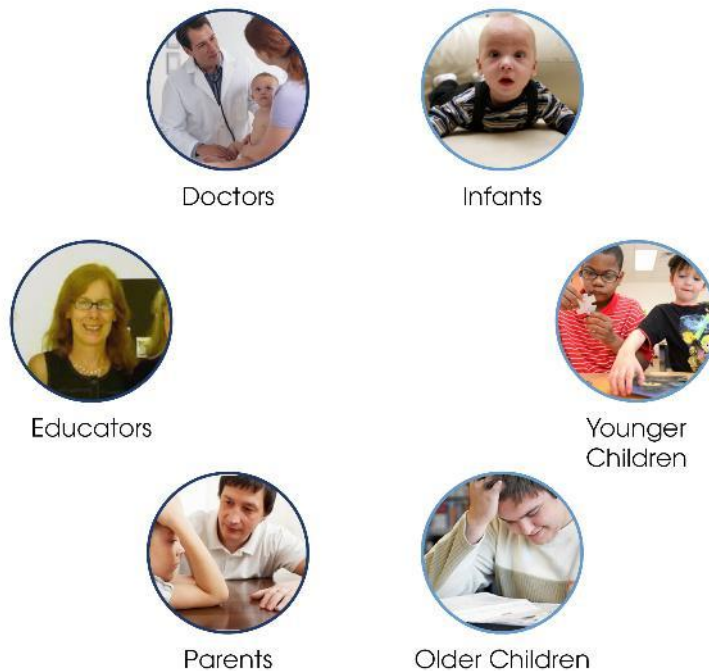 Doctors
Infants
Educators
Younger
Children
Parents
Older Children